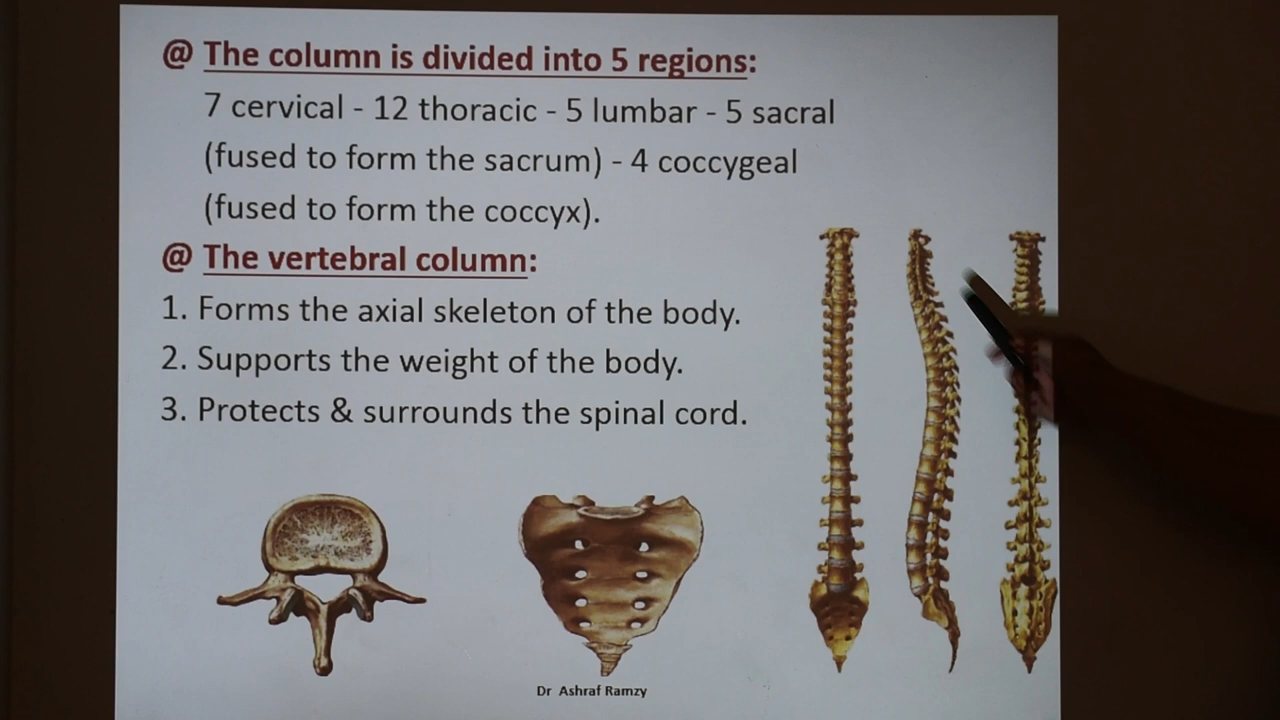 @ The column is divided into 5 regions:
7 cervical - 12 thoracic - 5 lumbar - 5 sacral
(fused to form the sacrum) - 4 coccygeal
(fused to form the coccyx).
@ The vertebral column:
1. Forms the axial skeleton of the body.
2. Supports the weight of the body.
3. Protects & surrounds the spinal cord.
Dr Ashraf Ramzy